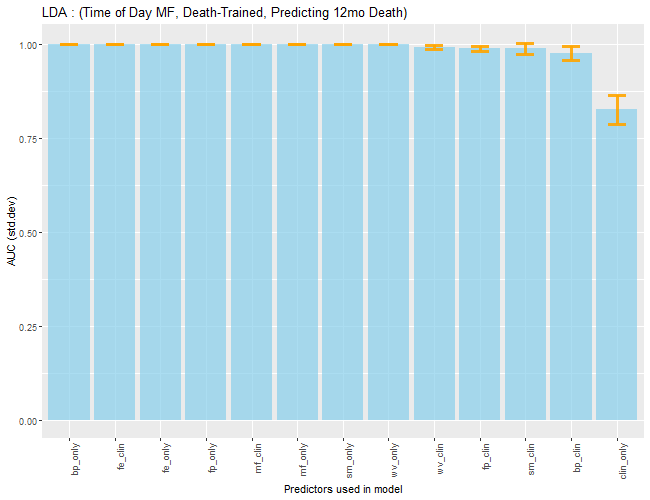 LDA : (Time of Day MF, Death-Trained, Predicting 12mo Death)
AUC (std.dev)
1.00
0.75
0.50
0.25
0.00
bp_only
fe_clin
fe_only
fp_only
mf_clin
mf_only
sm_only
wv_only
wv_clin
fp_clin
sm_clin
bp_clin
clin_only
Predictors used in model